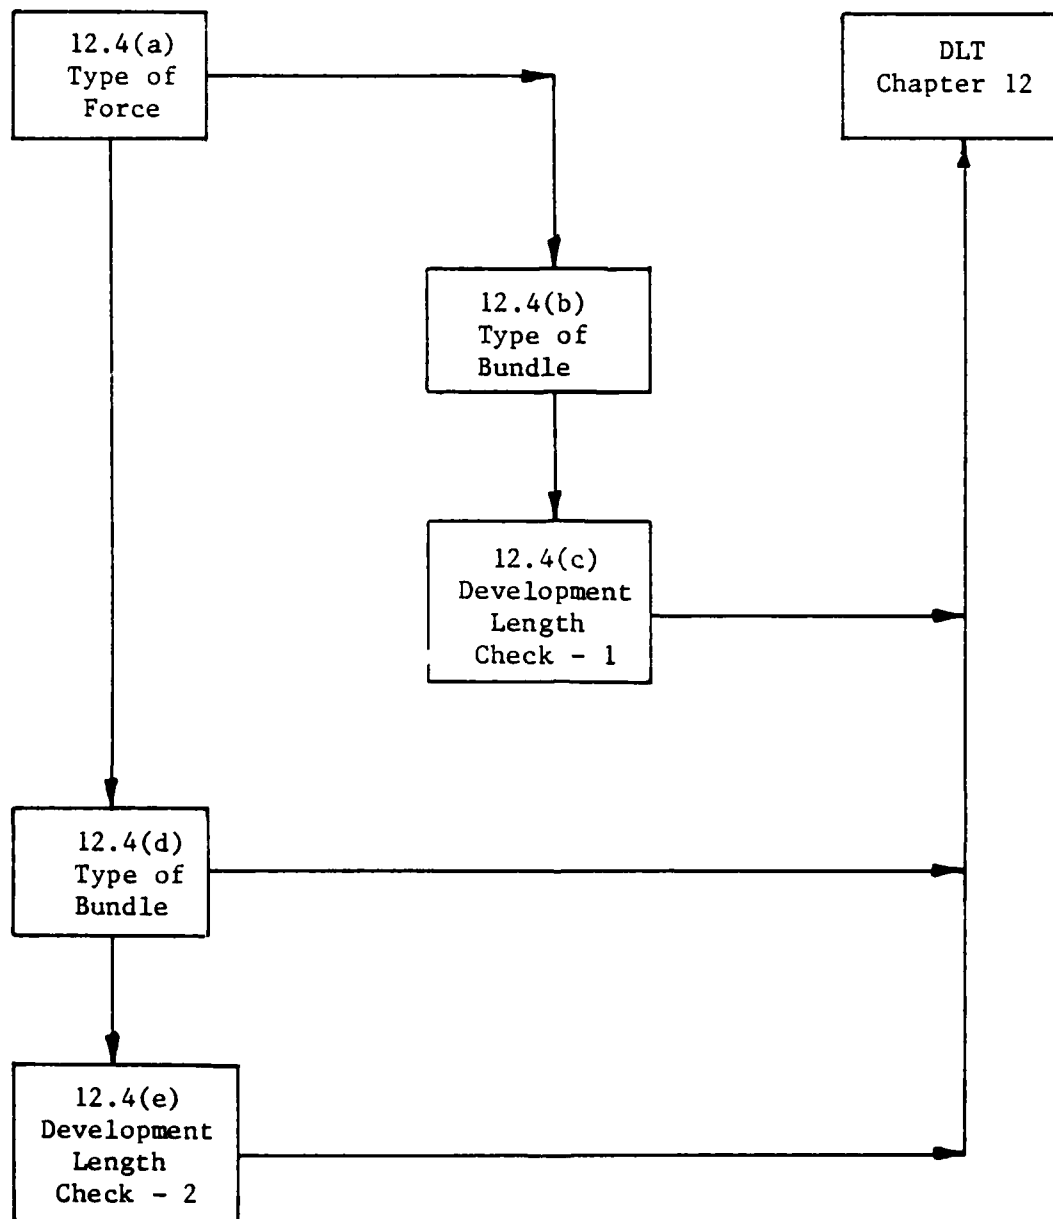 12.4(a)
Type of
Force
DLT
Chapter 12
12.4(b)
Type of
Bundle
12.4(c)
Development
Length
Check - 1
12.4(d)
Type of
Bundle
12.4(e)
Development
Length
Check - 2